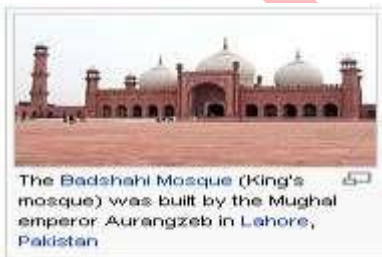 The Badshahi Mosque (King's
mosque) was built by the Mughal
emperor Aurangzeb in Lahore,
Pakistan